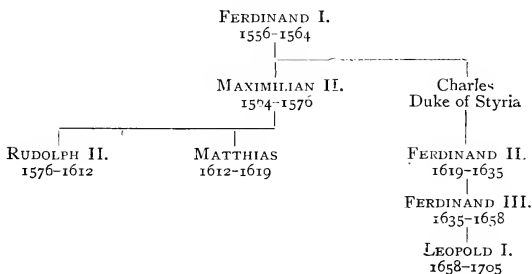 FERDINAND I.
1556–1564
MAXIMILIAN II.
1504–1576
Charles
Duke of Styria
RUDOLPH II.
1576–1612
MATTHIAS
1612–1619
FERDINAND II.
1619–1635
FERDINAND III.
1635–1658
LEOPOLD I.
1658–1705